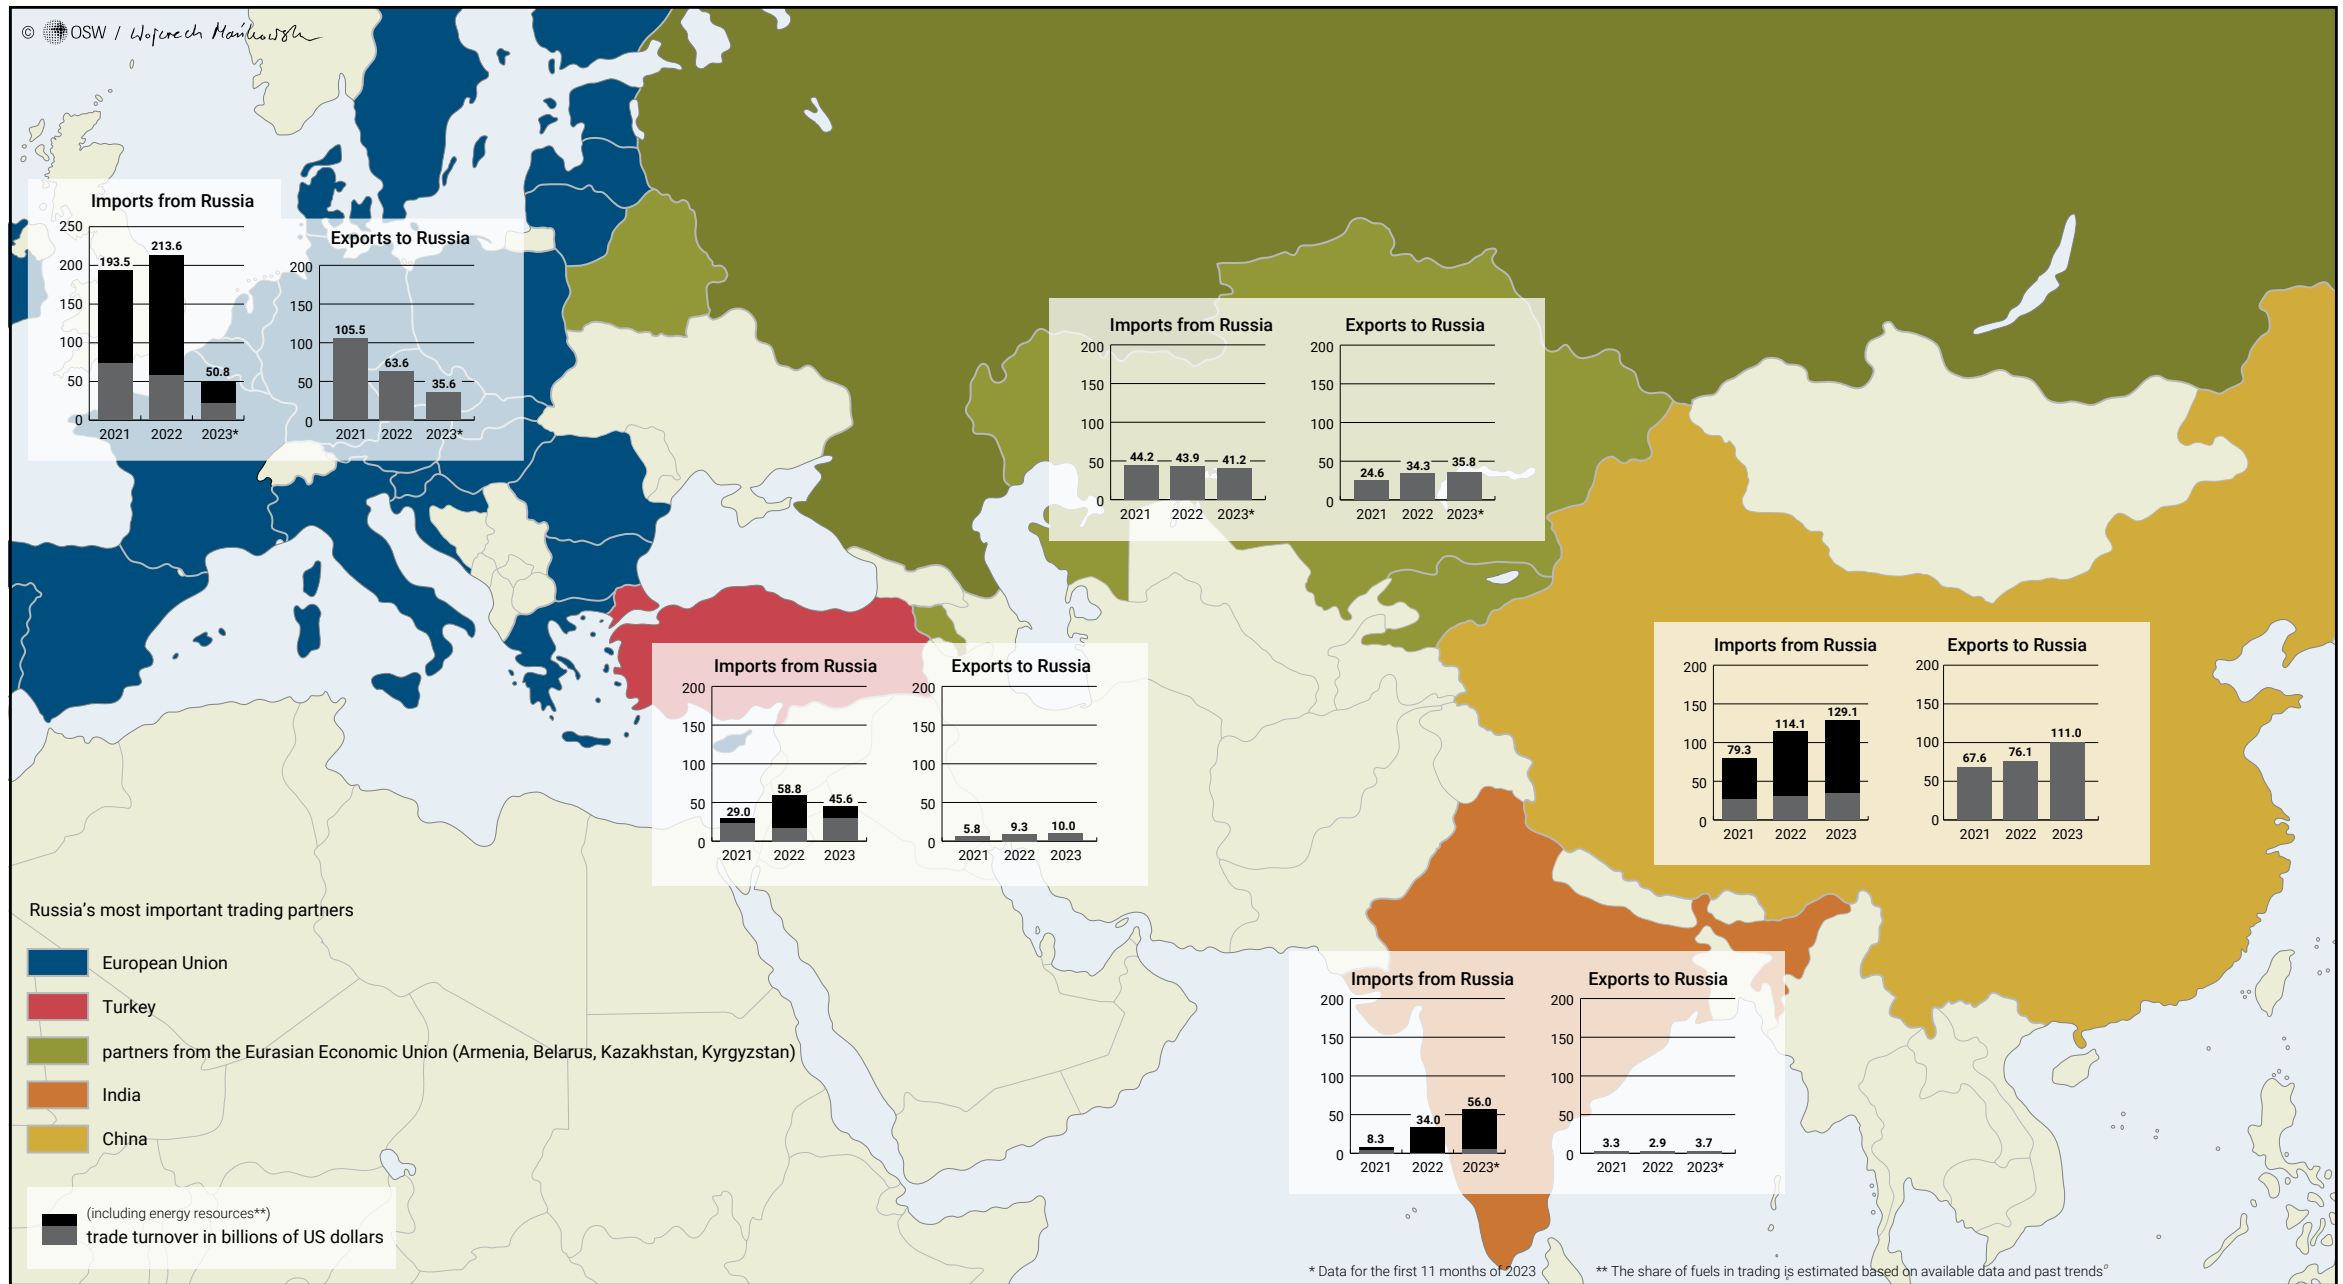 © OSW / Wojciech Mańkowski
Imports from Russia
250
200
150
100
50
0
193.5
213.6
50.8
2021 2022 2023*
Exports to Russia
200
150
100
50
0
105.5
63.6
35.6
2021 2022 2023*
Imports from Russia
200
150
100
50
0
44.2
43.9
41.2
2021 2022 2023*
Exports to Russia
200
150
100
50
0
24.6
34.3
35.8
2021 2022 2023*
Imports from Russia
200
150
100
50
0
29.0
58.8
45.6
2021 2022 2023
Exports to Russia
200
150
100
50
0
5.8
9.3
10.0
2021 2022 2023
Imports from Russia
200
150
100
50
0
79.3
114.1
129.1
2021 2022 2023
Exports to Russia
200
150
100
50
0
67.6
76.1
111.0
2021 2022 2023
Imports from Russia
200
150
100
50
0
8.3
34.0
56.0
2021 2022 2023*
Exports to Russia
200
150
100
50
0
3.3
2.9
3.7
2021 2022 2023*
Russia's most important trading partners
European Union
Turkey
partners from the Eurasian Economic Union (Armenia, Belarus, Kazakhstan, Kyrgyzstan)
India
China
(including energy resources**)
trade turnover in billions of US dollars
* Data for the first 11 months of 2023
** The share of fuels in trading is estimated based on available data and past trends